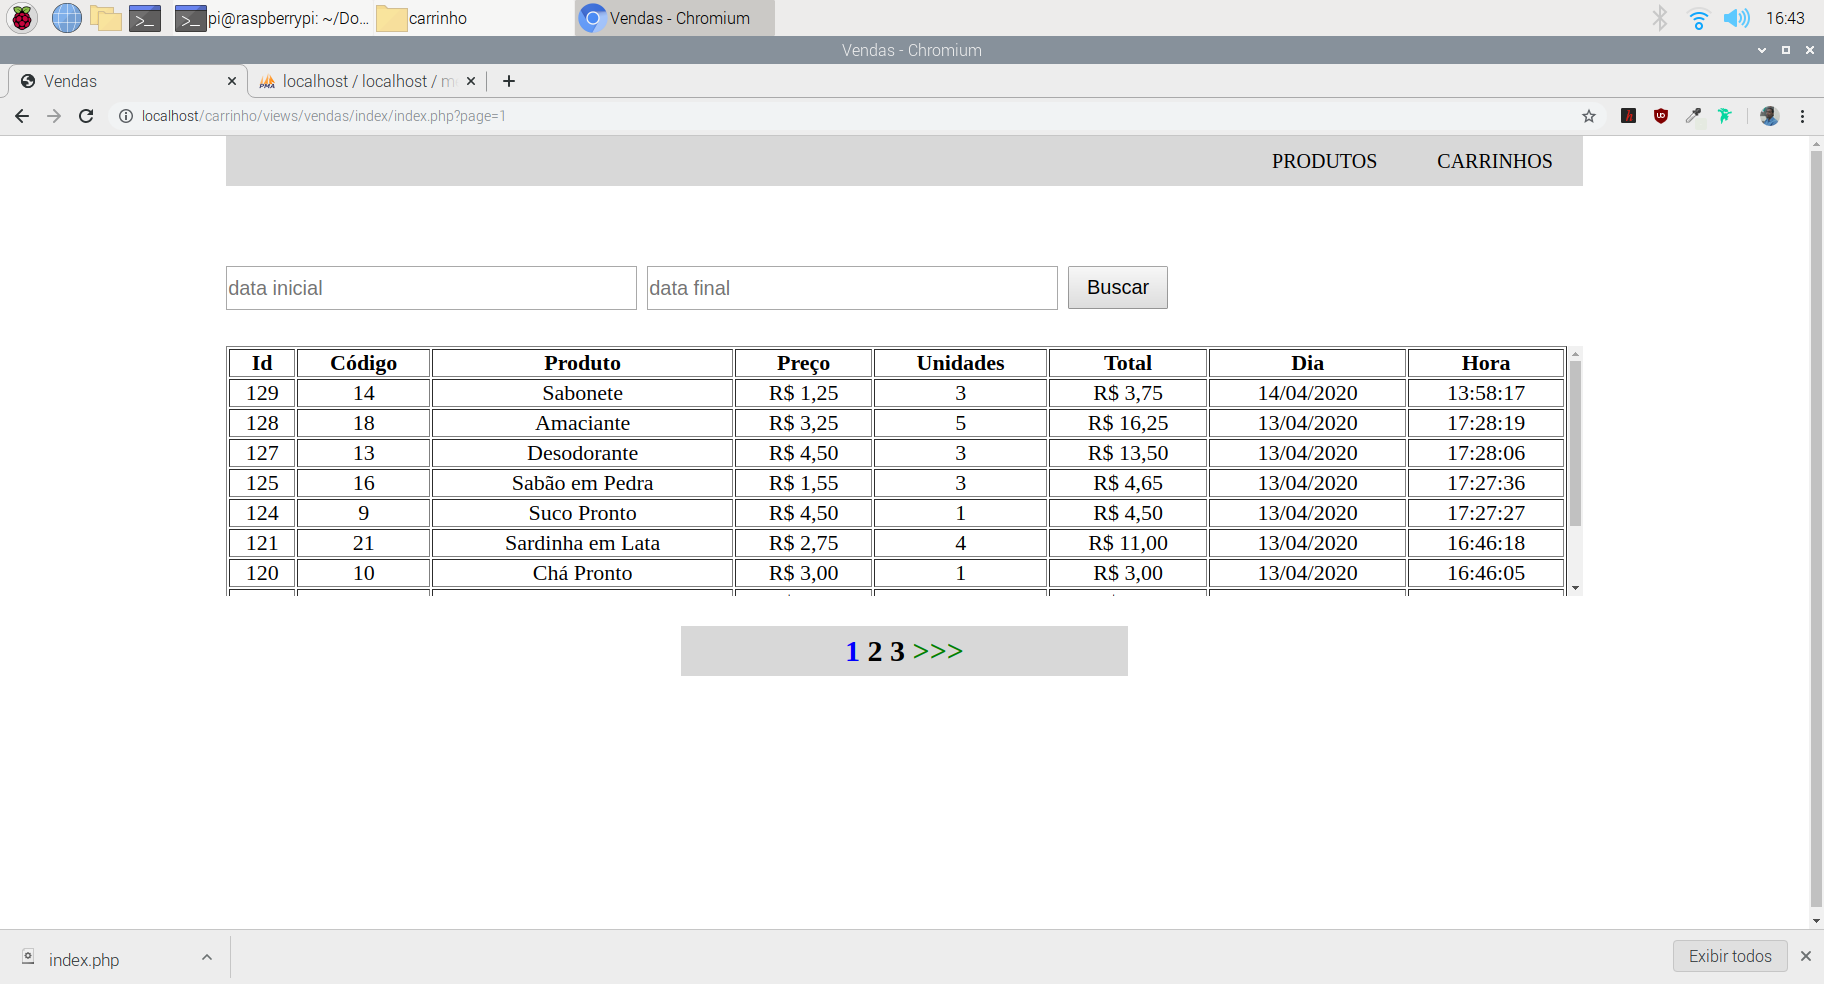 pi@raspberrypi: ~/Do... carrinho Vendas - Chromium 16:43
Vendas - Chromium
Vendas localhost / localhost / m
localhost/carrinho/views/vendas/index/index.php?page=1
PRODUTOS CARRINHOS
data inicial data final Buscar
Id Código Produto Preço Unidades Total Dia Hora
129 14 Sabonete R$ 1,25 3 R$ 3,75 14/04/2020 13:58:17
128 18 Amaciante R$ 3,25 5 R$ 16,25 13/04/2020 17:28:19
127 13 Desodorante R$ 4,50 3 R$ 13,50 13/04/2020 17:28:06
125 16 Sabão em Pedra R$ 1,55 3 R$ 4,65 13/04/2020 17:27:36
124 9 Suco Pronto R$ 4,50 1 R$ 4,50 13/04/2020 17:27:27
121 21 Sardinha em Lata R$ 2,75 4 R$ 11,00 13/04/2020 16:46:18
120 10 Chá Pronto R$ 3,00 1 R$ 3,00 13/04/2020 16:46:05
1 2 3 >>>
index.php Exibir todos